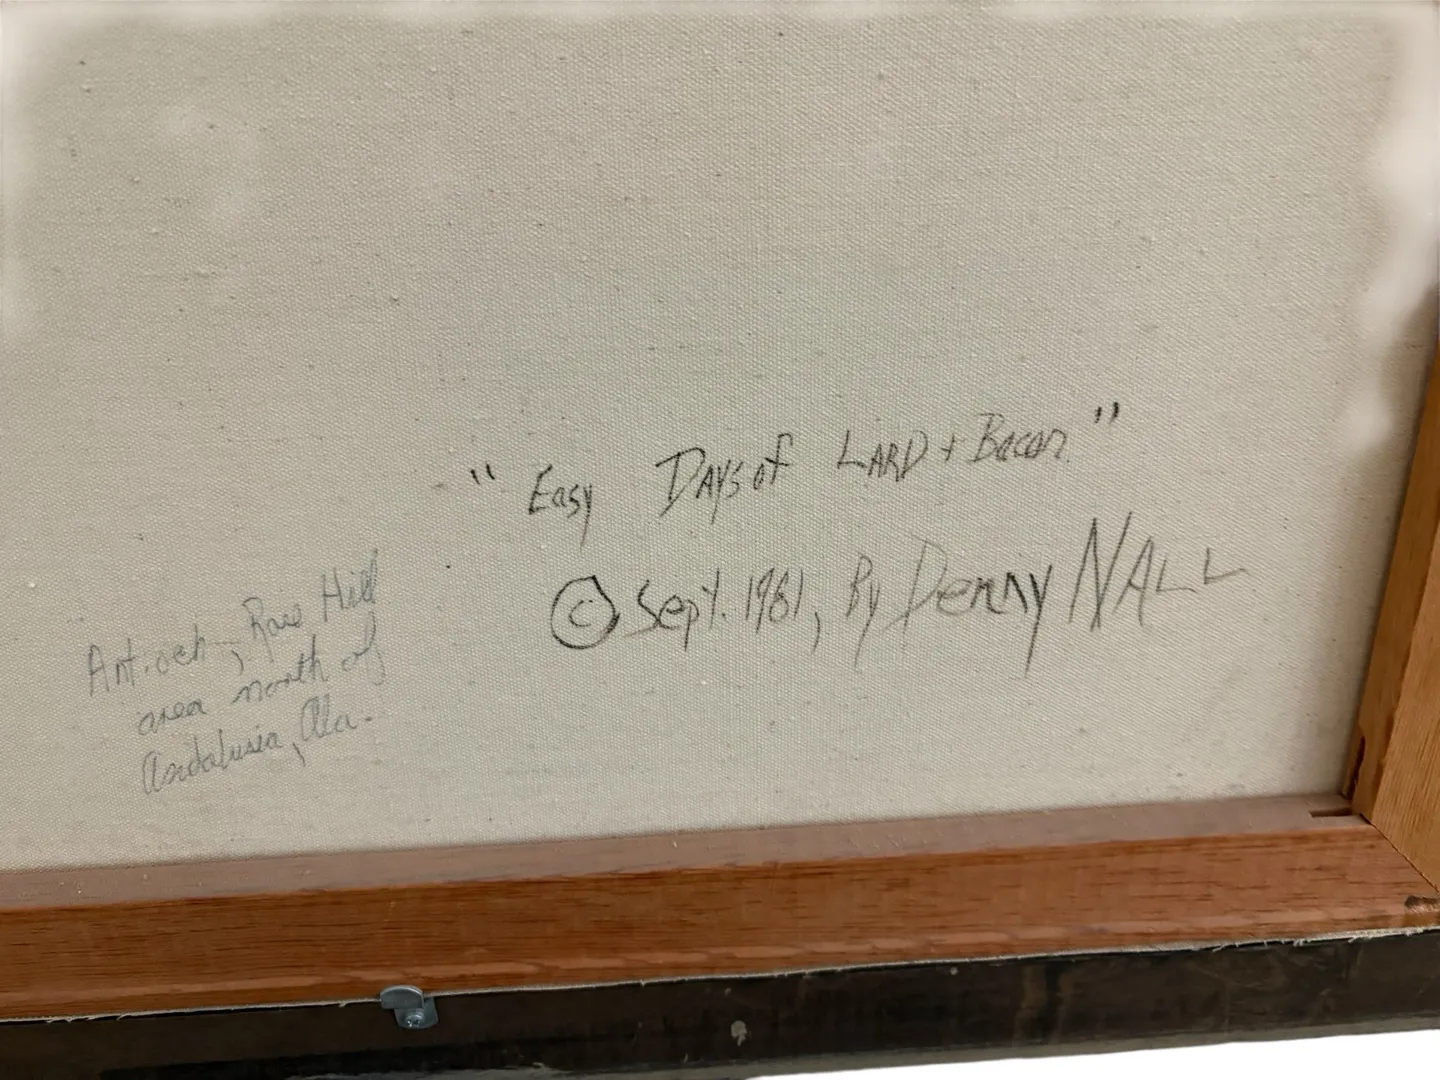 "Easy Days of LARD + Bacon"
© Sept. 1981, By Denny NALL
Antioch, Rose Hill
area north of
Andalusia, Ala.